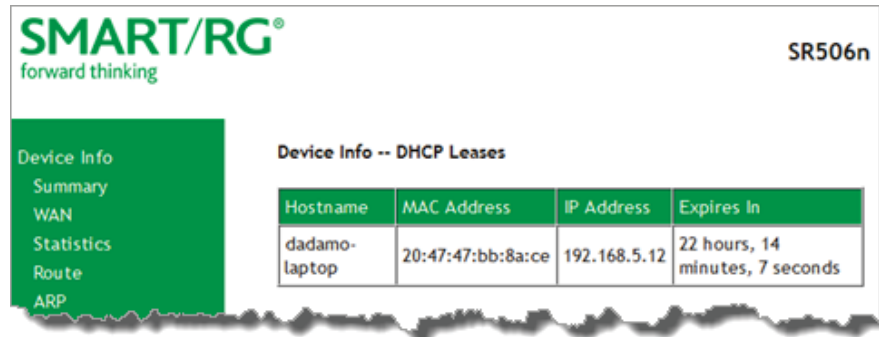 SMART/RG®
forward thinking
SR506n
Device Info
Summary
WAN
Statistics
Route
ARP
Device Info -- DHCP Leases
Hostname MAC Address IP Address Expires In
dadamo-laptop 20:47:47:bb:8a:ce 192.168.5.12 22 hours, 14 minutes, 7 seconds